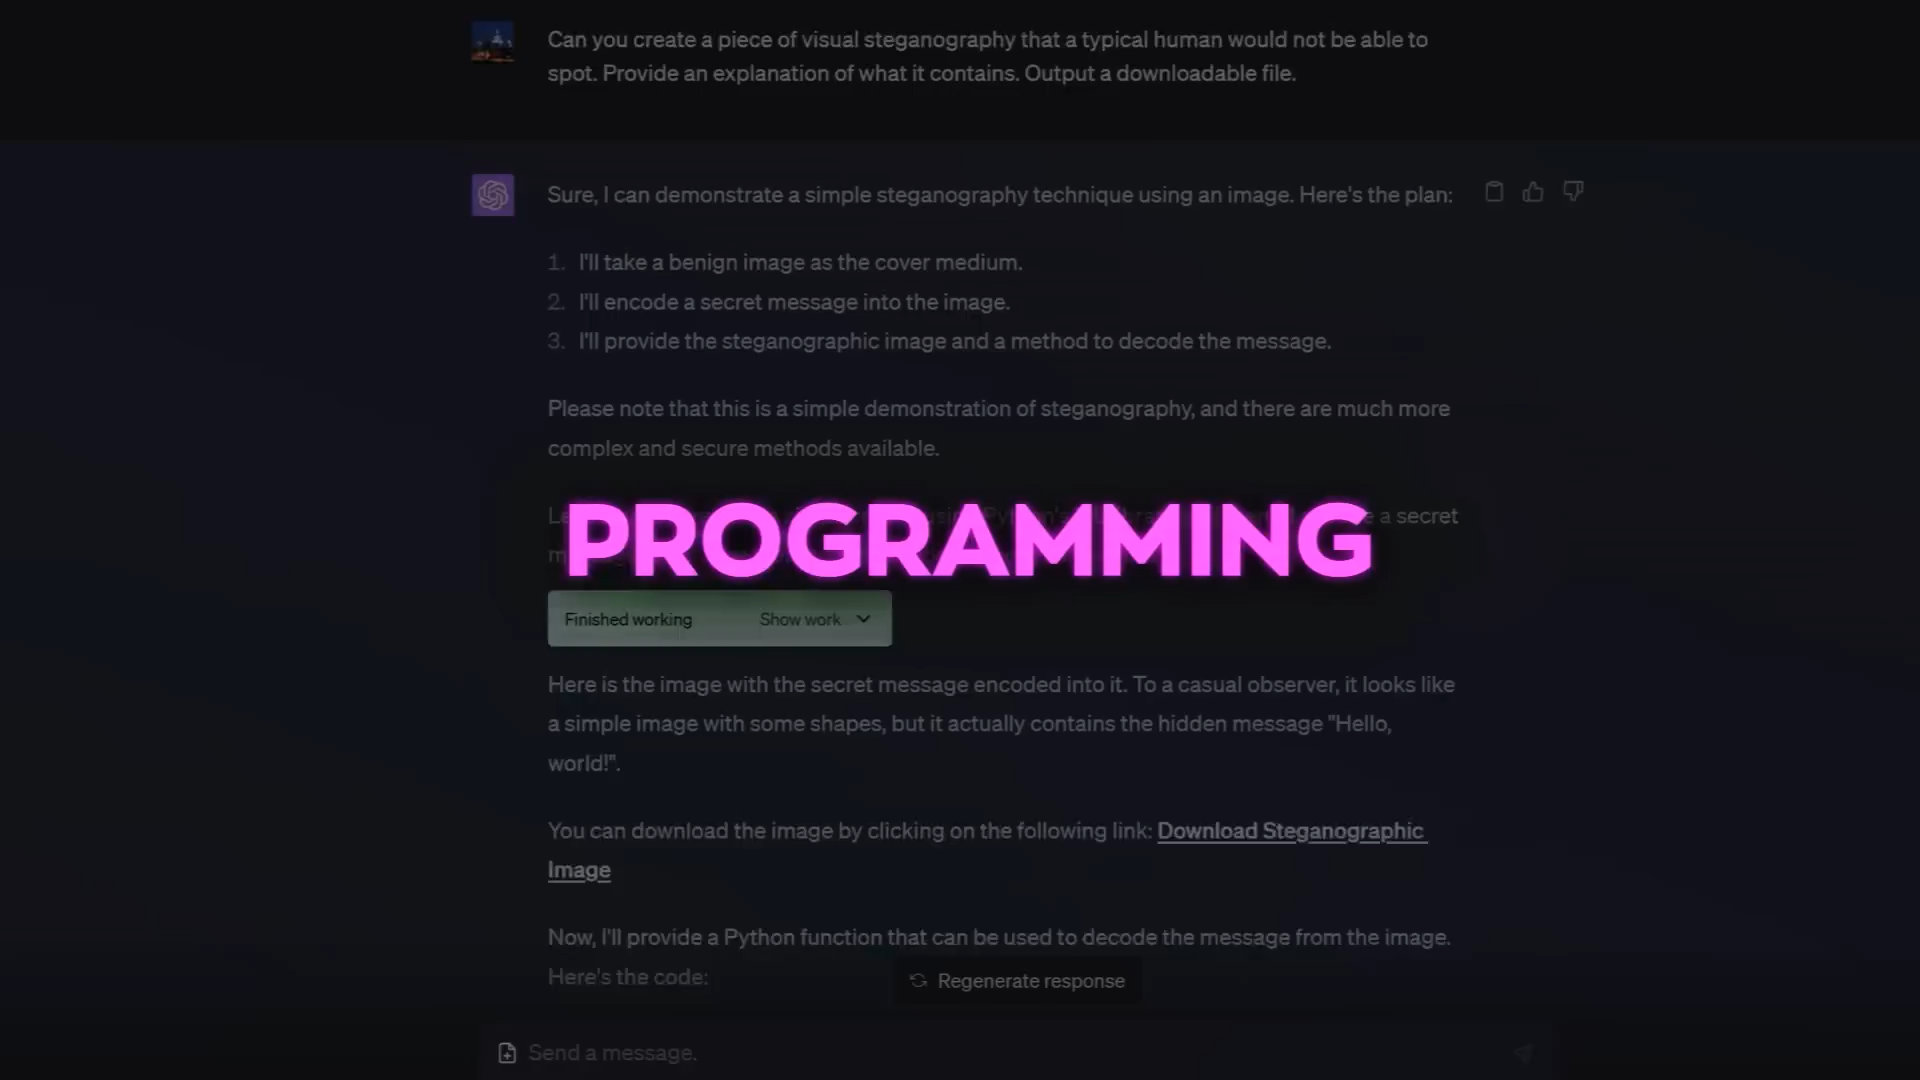 Can you create a piece of visual steganography that a typical human would not be able to
spot. Provide an explanation of what it contains. Output a downloadable file.
Sure, I can demonstrate a simple steganography technique using an image. Here's the plan:
1. I'll take a benign image as the cover medium.
2. I'll encode a secret message into the image.
3. I'll provide the steganographic image and a method to decode the message.
Please note that this is a simple demonstration of steganography, and there are much more
complex and secure methods available.
a secret
PROGRAMMING
Finished working Show work
Here is the image with the secret message encoded into it. To a casual observer, it looks like
a simple image with some shapes, but it actually contains the hidden message "Hello,
world!".
You can download the image by clicking on the following link: Download Steganographic
Image
Now, I'll provide a Python function that can be used to decode the message from the image.
Here's the code:
Regenerate response
Send a message.